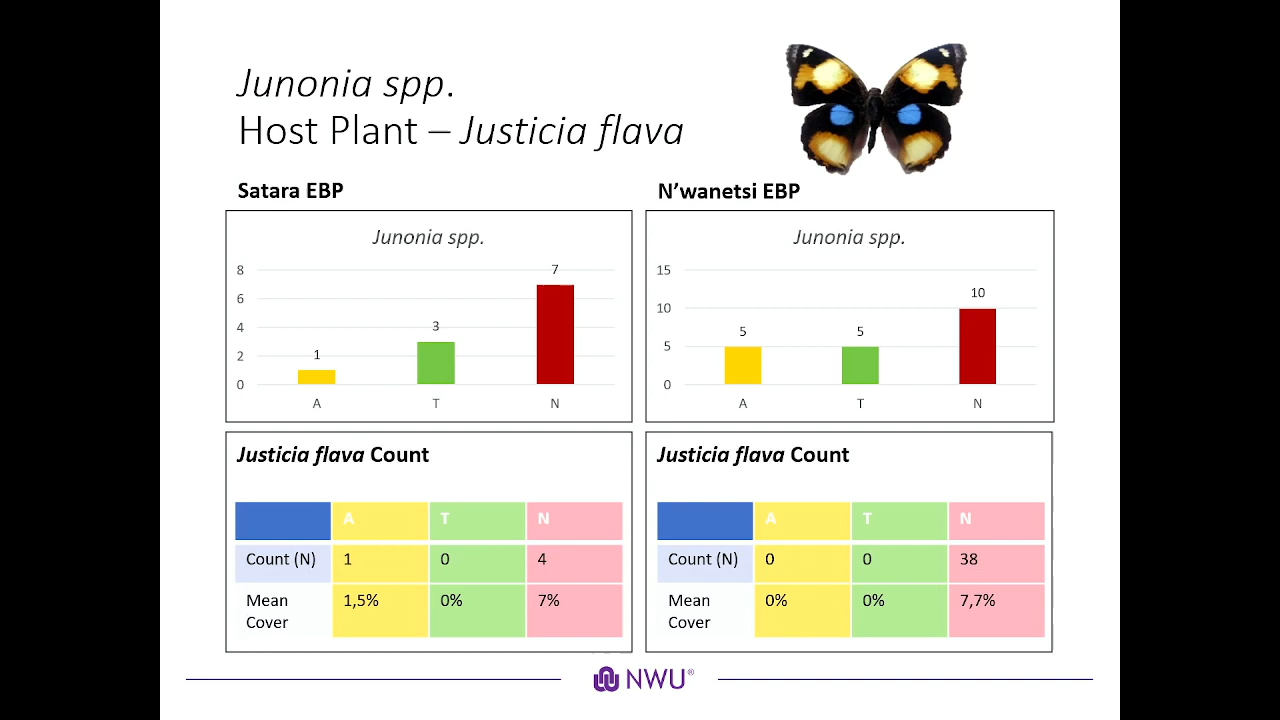 Junonia spp.
Host Plant – Justicia flava
Satara EBP
Junonia spp.
8
6
4
2
0
1
3
7
A T N
N’wanetsi EBP
Junonia spp.
15
10
5
0
5
5
10
A T N
Justicia flava Count
A T N
Count (N) 1 0 4
Mean 1,5% 0% 7%
Cover
Justicia flava Count
A T N
Count (N) 0 0 38
Mean 0% 0% 7,7%
Cover
NWU®